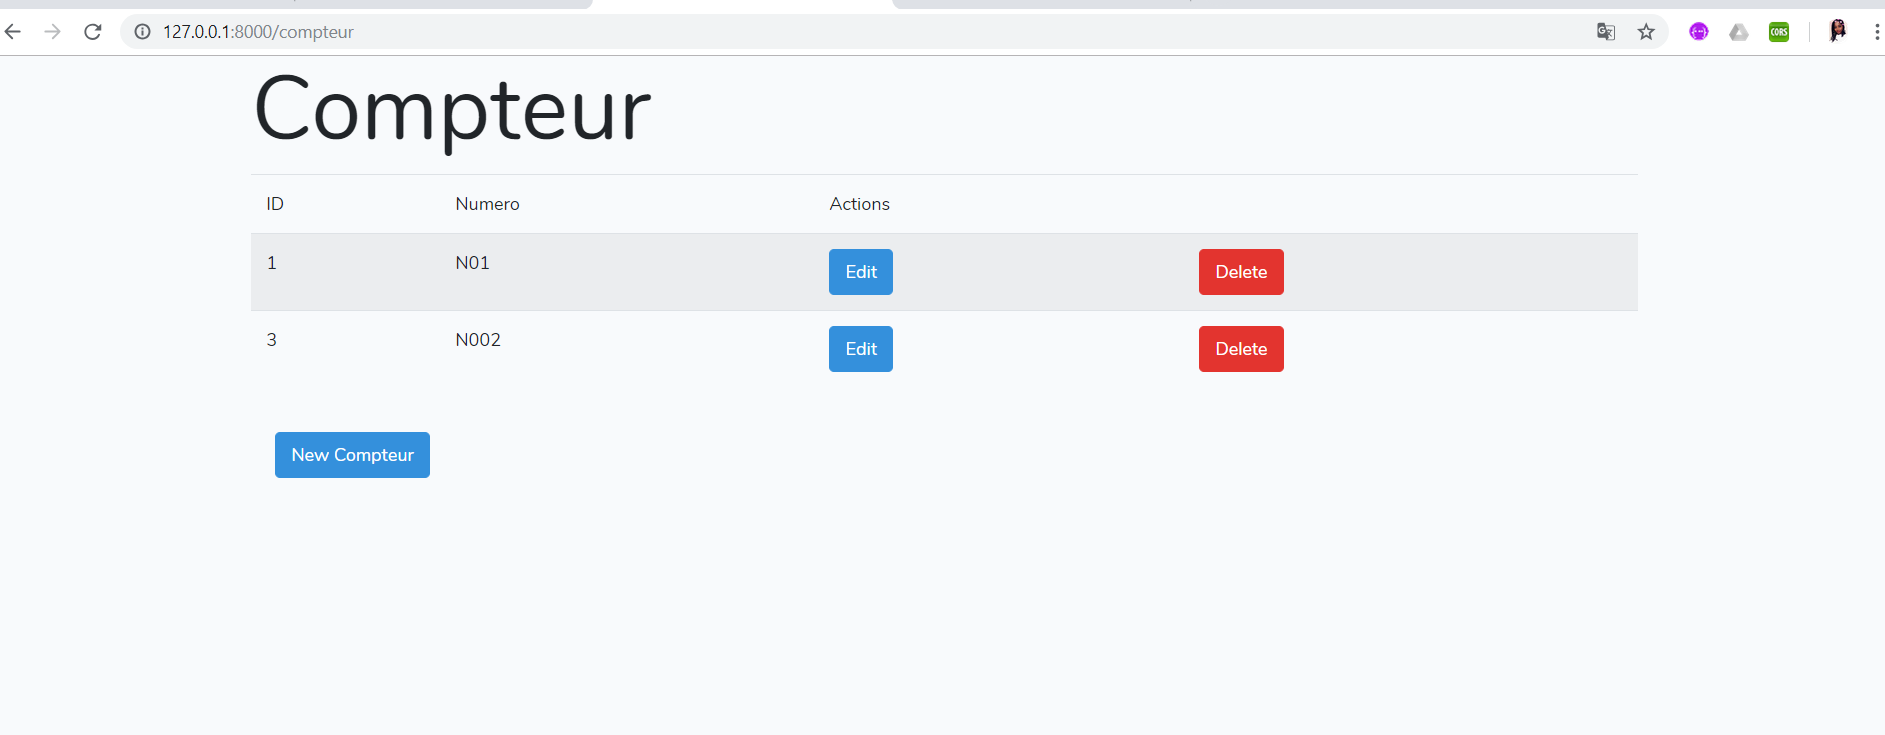 127.0.0.1:8000/compteur
CORS
Compteur
ID Numero Actions
1 N01 Edit Delete
3 N002 Edit Delete
New Compteur